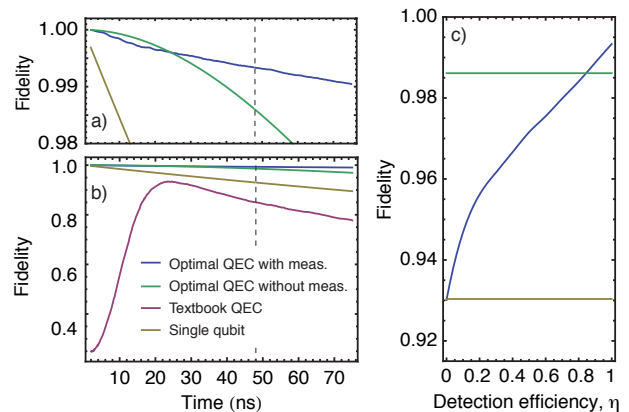 1.00
0.99
0.98
Fidelity
a)
1.0
0.8
0.6
0.4
Fidelity
b)
Optimal QEC with meas.
Optimal QEC without meas.
Textbook QEC
Single qubit
10 20 30 40 50 60 70
Time (ns)
c)
1.00
0.98
0.96
0.94
0.92
Fidelity
0 0.2 0.4 0.6 0.8 1
Detection efficiency, η